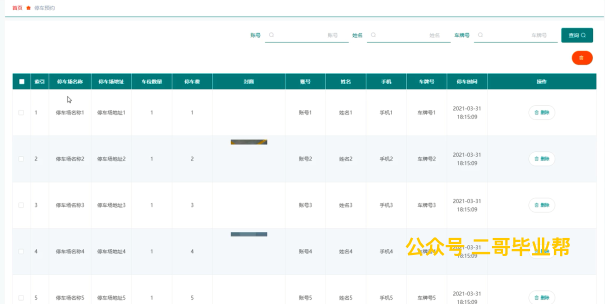 首页 ★ 停车预约
账号 账号 姓名 姓名 车牌号 车牌号 查询
索引 停车场名称 停车场地址 车位数量 停车费 封面 账号 姓名 手机 车牌号 停车时间 操作
1 停车场名称1 停车场地址1 1 1 账号1 姓名1 手机1 车牌号1 2021-03-31 18:15:09 删除
2 停车场名称2 停车场地址2 1 2 账号2 姓名2 手机2 车牌号2 2021-03-31 18:15:09 删除
3 停车场名称3 停车场地址3 1 3 账号3 姓名3 手机3 车牌号3 2021-03-31 18:15:09 删除
4 停车场名称4 停车场地址4 1 4 账号4 姓名4 手机4 车牌号4 2021-03-31 18:15:09
公众号 二哥毕业帮
5 停车场名称5 停车场地址5 1 5 账号5 姓名5 手机5 车牌号5 2021-03-31 18:15:09 删除